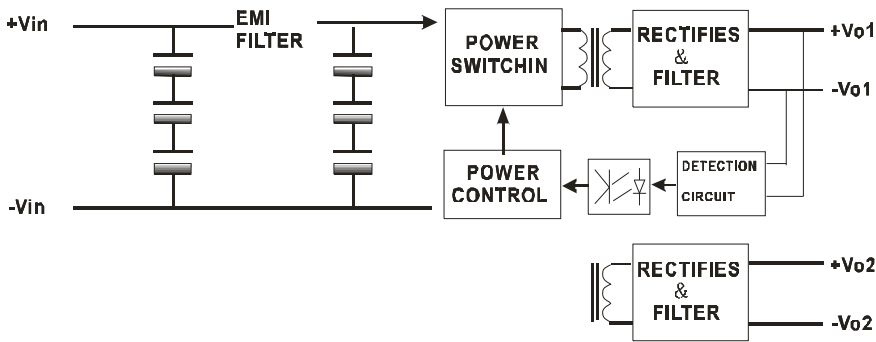 +Vin
EMI
FILTER
POWER
SWITCHIN
RECTIFIES
&
FILTER
+Vo1
-Vo1
POWER
CONTROL
DETECTION
CIRCUIT
-Vin
RECTIFIES
&
FILTER
+Vo2
-Vo2